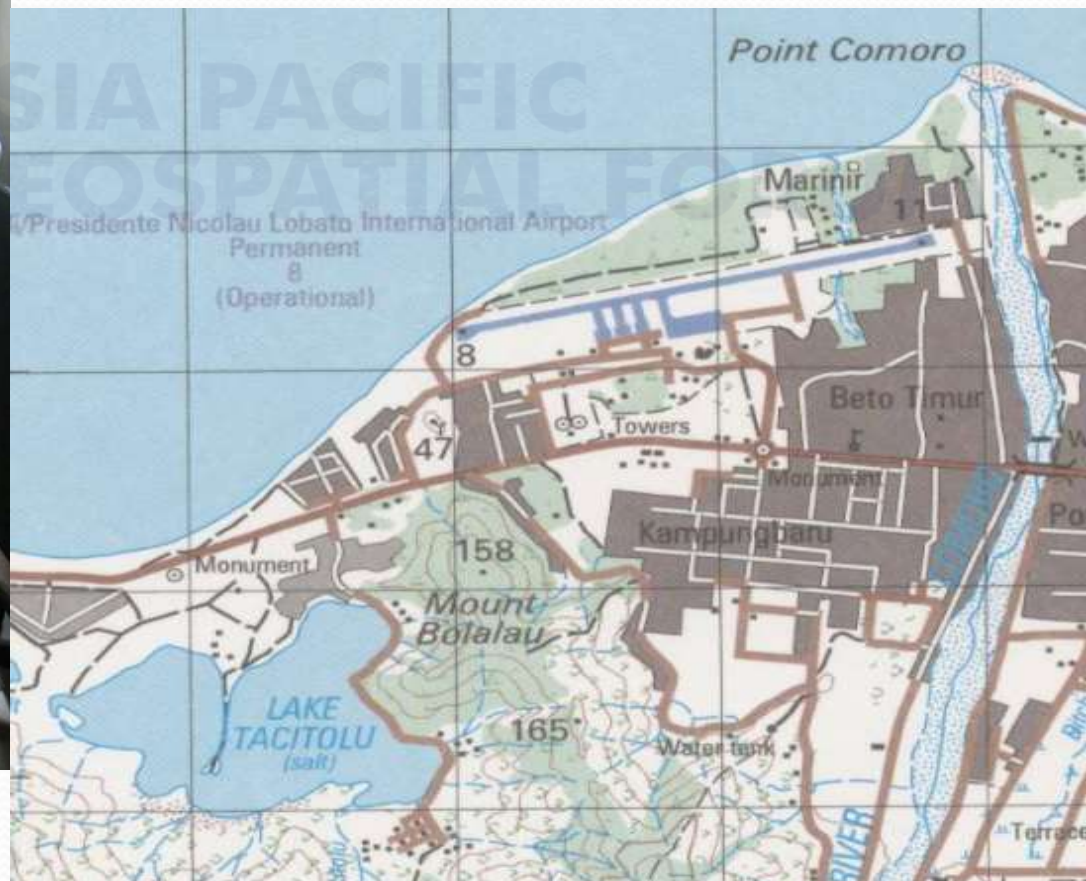 Point Comoro
SIA PACIFIC
EOSPATIAL FO
Marinir
11
/Presidente Nicolau Lobato International Airport
Permanent
8
(Operational)
8
Beto Timur
47
Towers
Monument
Kampungbaru
COMORO
Po
158
Monument
Mount
Bolalau
LAKE
TACITOLU
(salt)
165
Water tank
RIVER
Terrace